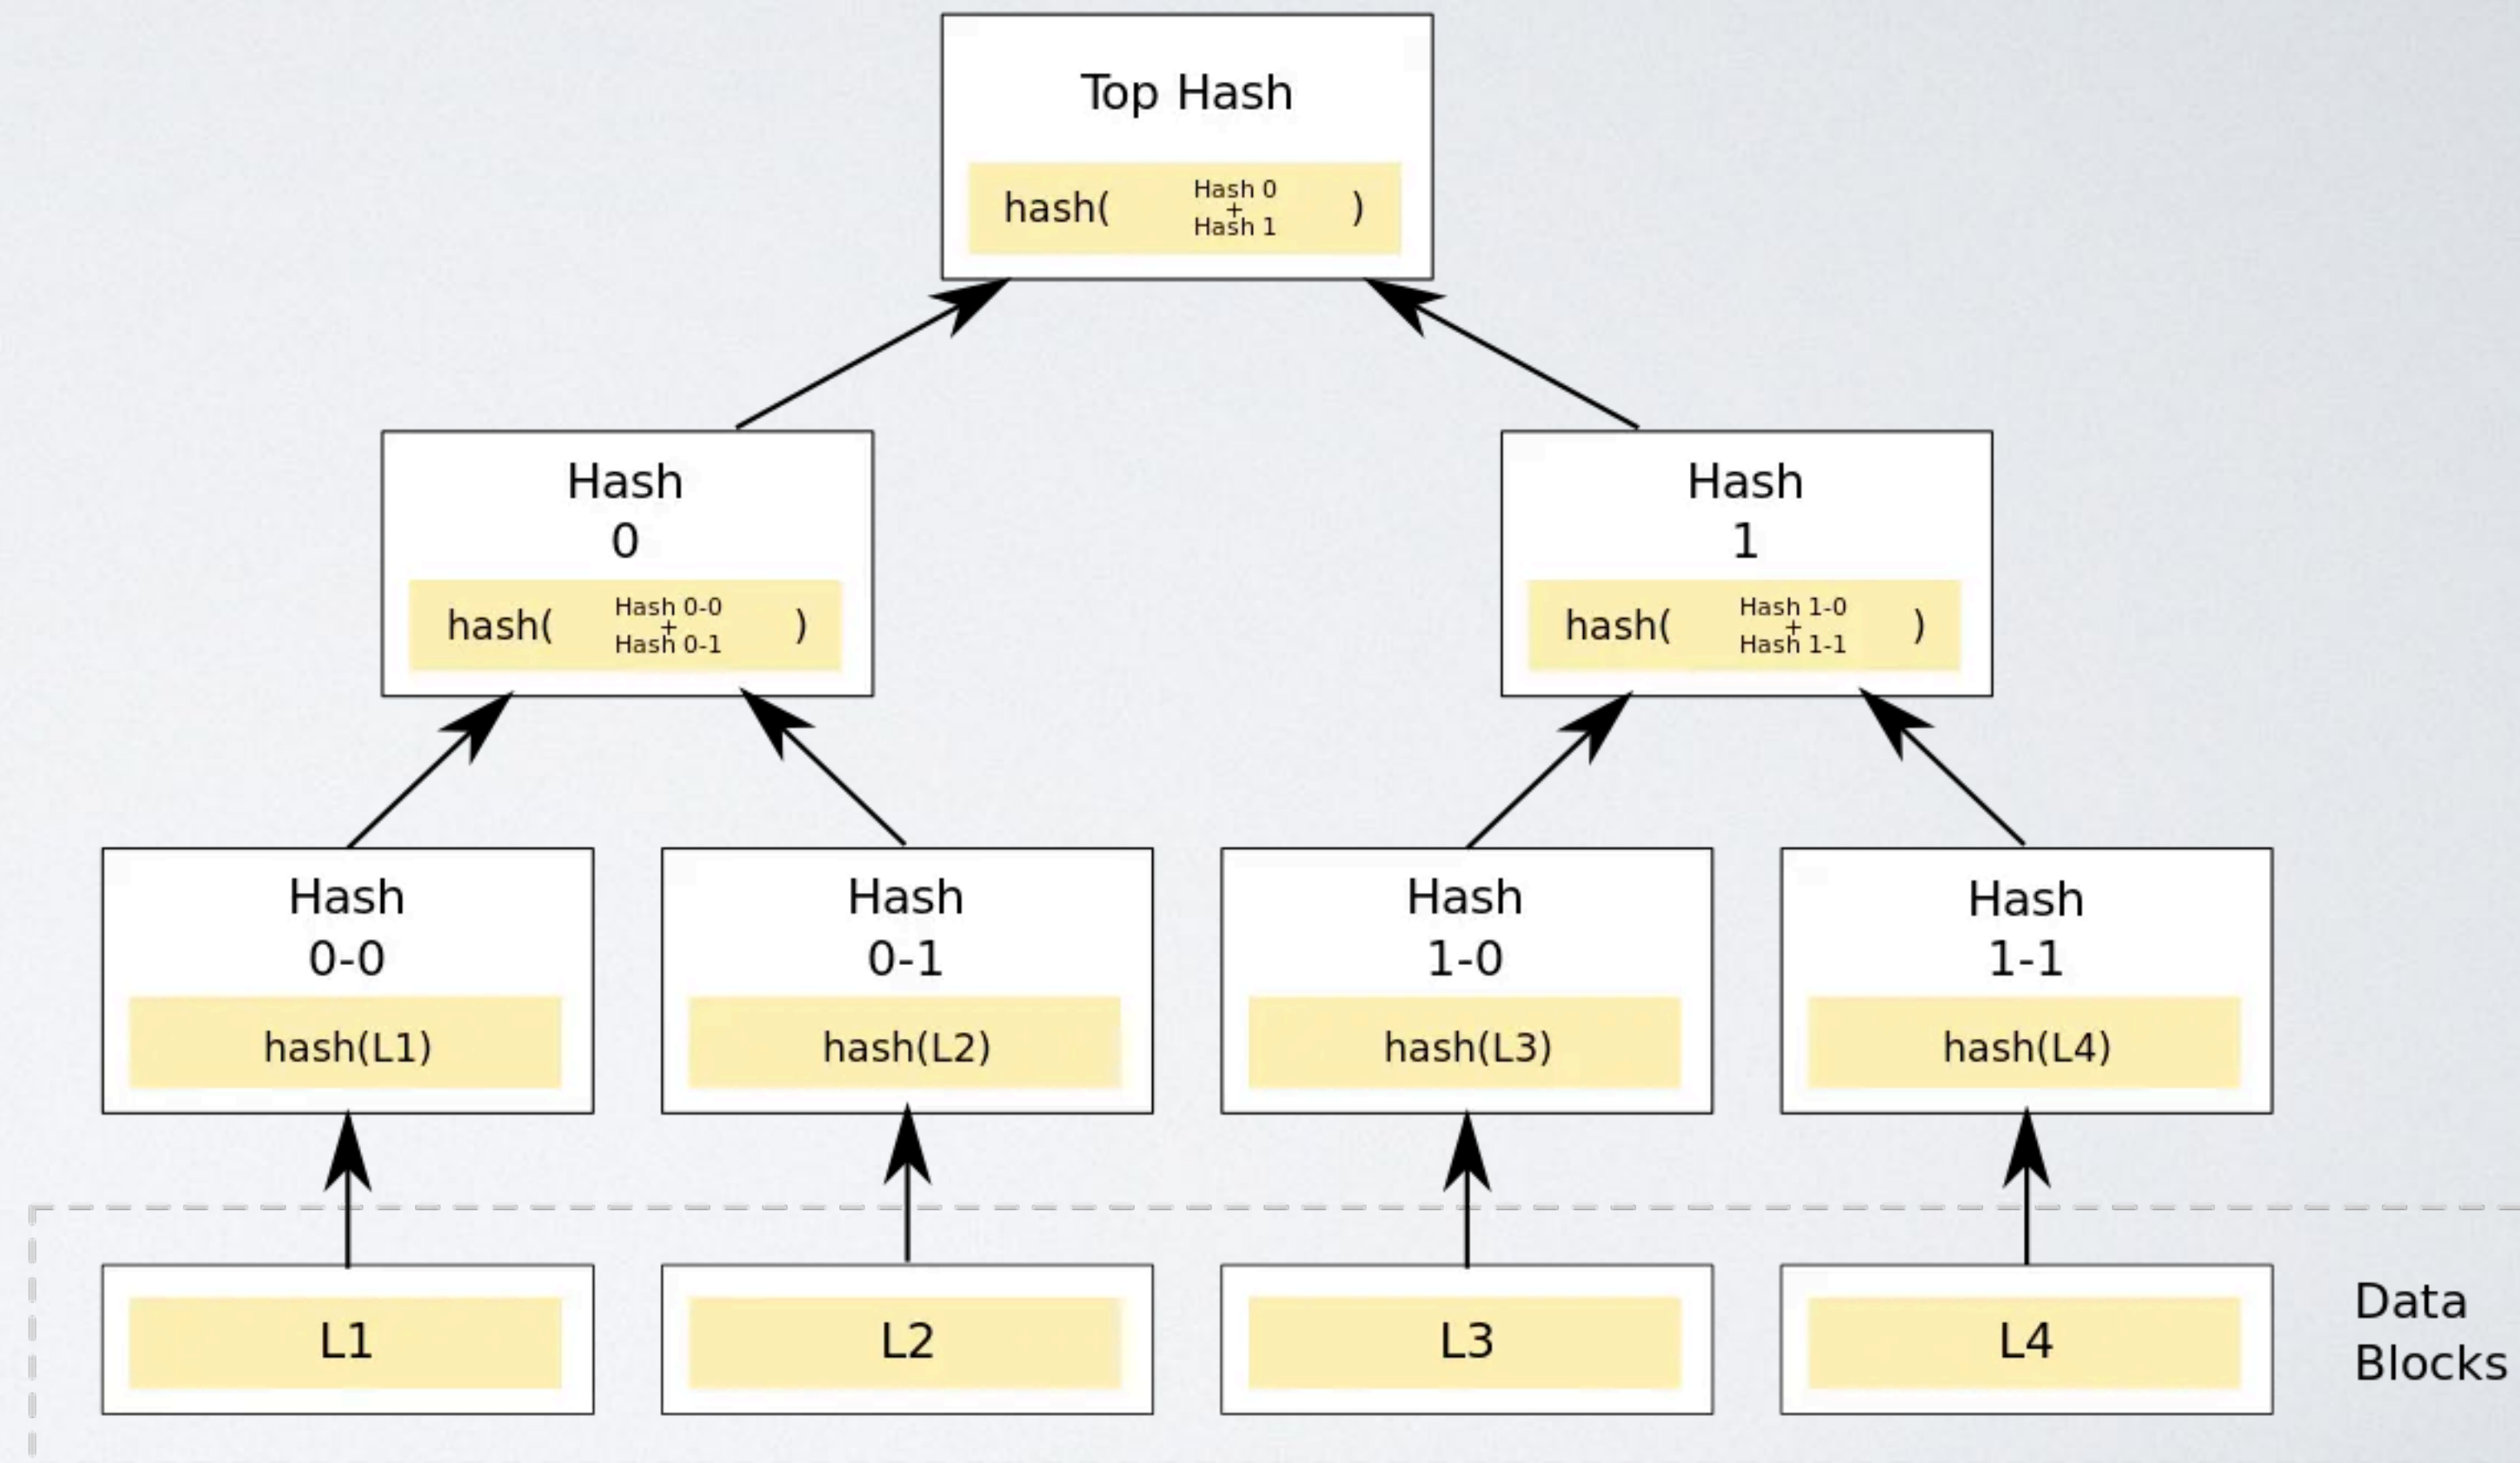 Top Hash
hash( Hash 0 + Hash 1 )
Hash
0
hash( Hash 0-0 + Hash 0-1 )
Hash
1
hash( Hash 1-0 + Hash 1-1 )
Hash
0-0
hash(L1)
Hash
0-1
hash(L2)
Hash
1-0
hash(L3)
Hash
1-1
hash(L4)
L1
L2
L3
L4
Data
Blocks